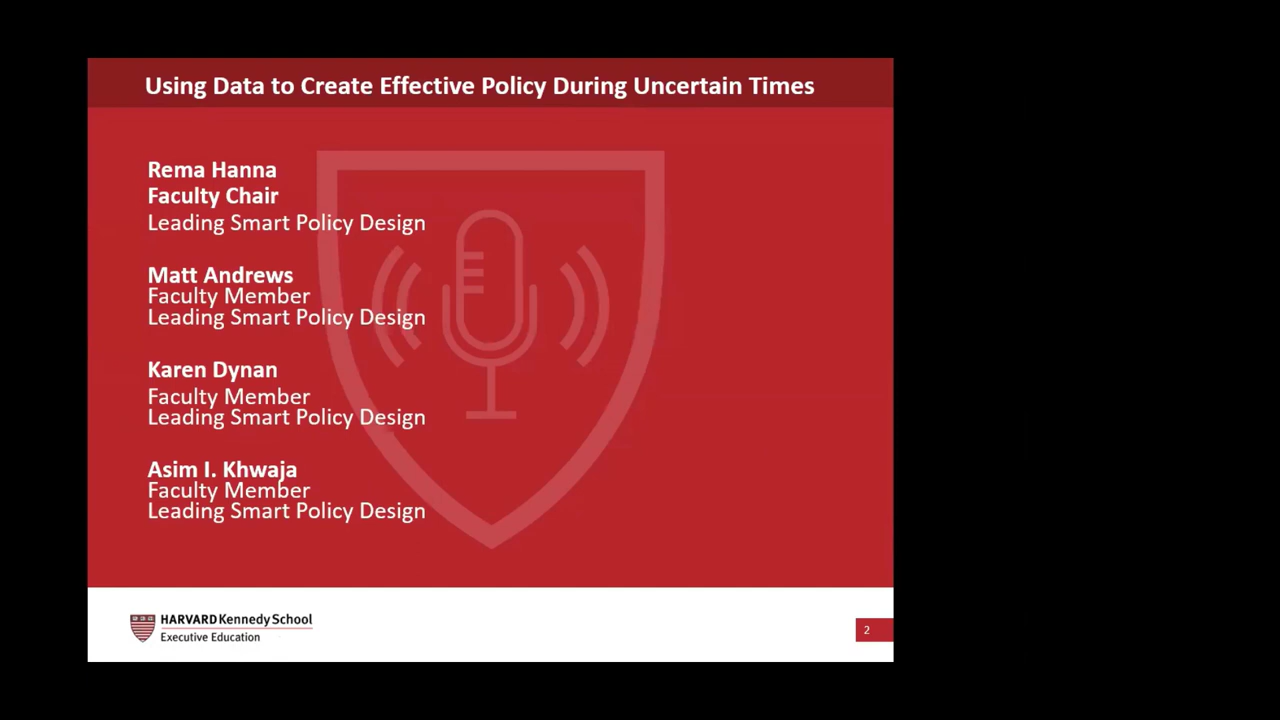 Using Data to Create Effective Policy During Uncertain Times
Rema Hanna
Faculty Chair
Leading Smart Policy Design
Matt Andrews
Faculty Member
Leading Smart Policy Design
Karen Dynan
Faculty Member
Leading Smart Policy Design
Asim I. Khwaja
Faculty Member
Leading Smart Policy Design
HARVARD Kennedy School
Executive Education
2